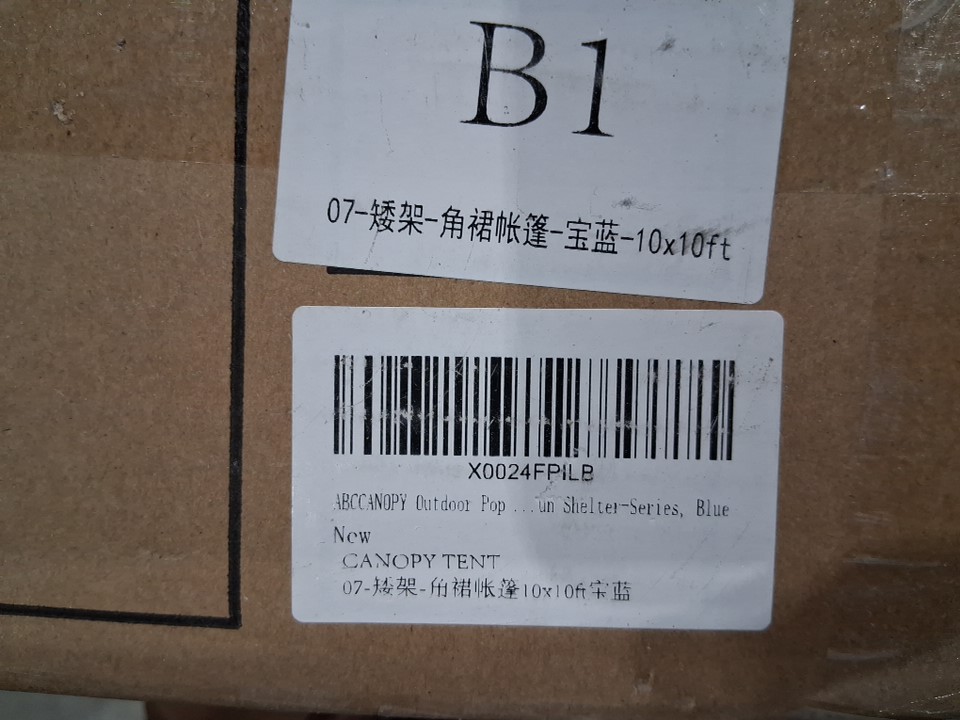 B1
07-矮架-角裙帐篷-宝蓝-10x10ft
X0024FPILB
ABCCANOPY Outdoor Pop ...un Shelter-Series, Blue
New
CANOPY TENT
07-矮架-角裙帐篷10x10ft宝蓝